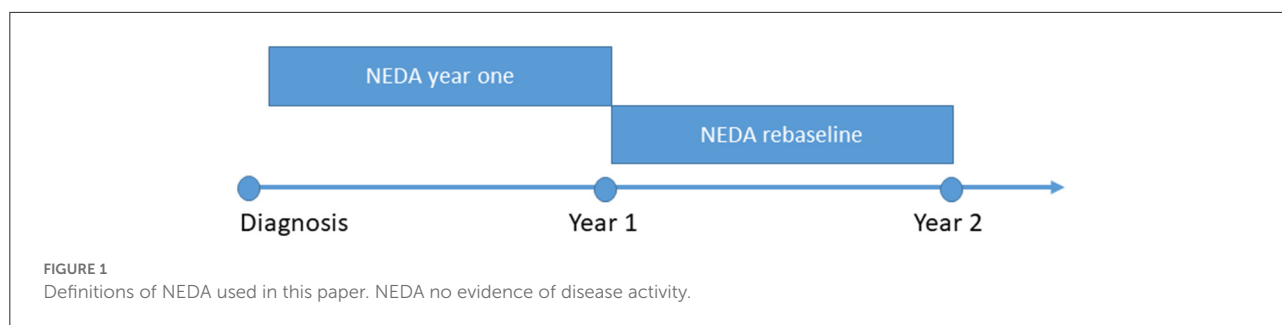 NEDA year one
NEDA rebaseline
Diagnosis
Year 1
Year 2
FIGURE 1
Definitions of NEDA used in this paper. NEDA no evidence of disease activity.